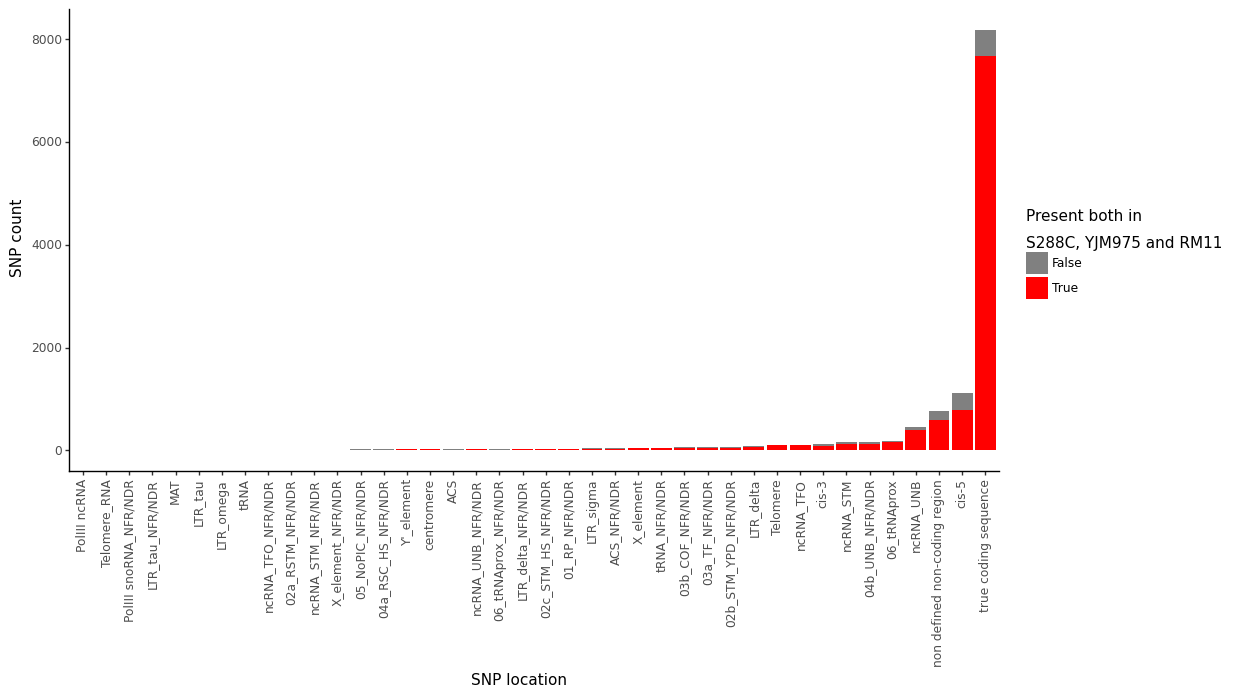 8000
6000
4000
2000
0
SNP count
PolIII ncRNA
Telomere_RNA
PolIII snoRNA_NFR/NDR
LTR_tau_NFR/NDR
MAT
LTR_tau
LTR_omega
tRNA
ncRNA_TFO_NFR/NDR
02a_RSTM_NFR/NDR
ncRNA_STM_NFR/NDR
X_element_NFR/NDR
05_NoPIC_NFR/NDR
04a_RSC_HS_NFR/NDR
Y'_element
centromere
ACS
ncRNA_UNB_NFR/NDR
06_tRNAprox_NFR/NDR
LTR_delta_NFR/NDR
02c_STM_HS_NFR/NDR
01_RP_NFR/NDR
LTR_sigma
ACS_NFR/NDR
X_element
tRNA_NFR/NDR
03b_COF_NFR/NDR
03a_TF_NFR/NDR
02b_STM_YPD_NFR/NDR
LTR_delta
Telomere
ncRNA_TFO
cis-3
ncRNA_STM
04b_UNB_NFR/NDR
06_tRNAprox
ncRNA_UNB
non defined non-coding region
cis-5
true coding sequence
SNP location
Present both in
S288C, YJM975 and RM11
False
True